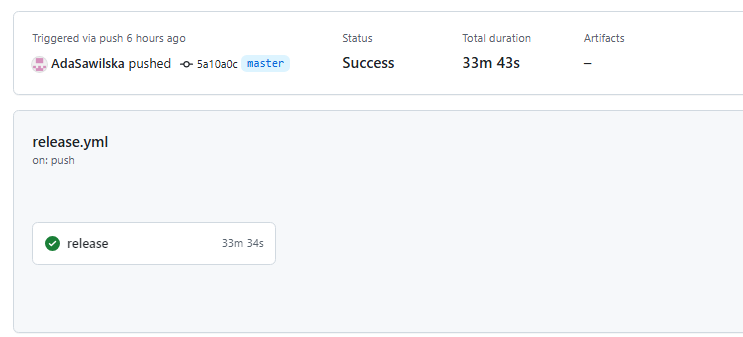 Triggered via push 6 hours ago
Status
Total duration
Artifacts
AdaSawilska pushed 5a10a0c master
Success
33m 43s
–
release.yml
on: push
release 33m 34s